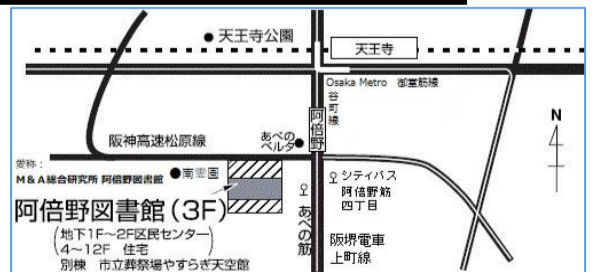 天王寺公園
天王寺
Osaka Metro 御堂筋線
谷町線
阿倍野
阪神高速松原線
あべのベルタ
N
愛称:
M&A総合研究所 阿倍野図書館
南霊園
シティバス
阿倍野筋
四丁目
阿倍野図書館(3F)
あべの筋
地下1F~2F区民センター
4~12F 住宅
別棟 市立葬祭場やすらぎ天空館
阪堺電車
上町線